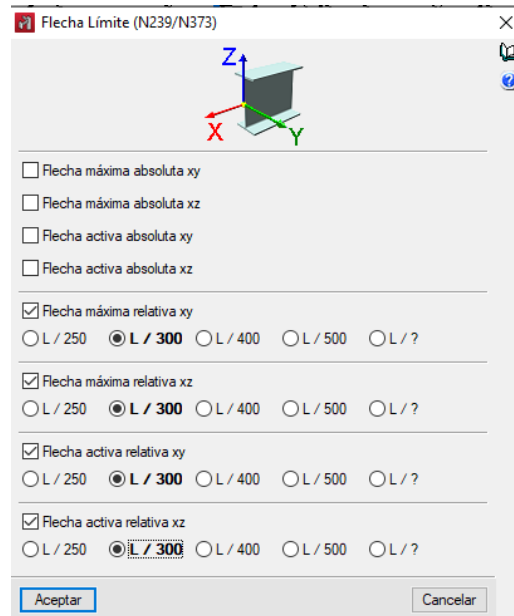 Flecha Límite (N239/N373)
Z
X
Y
Flecha máxima absoluta xy
Flecha máxima absoluta xz
Flecha activa absoluta xy
Flecha activa absoluta xz
Flecha máxima relativa xy
L / 250 L / 300 L / 400 L / 500 L / ?
Flecha máxima relativa xz
L / 250 L / 300 L / 400 L / 500 L / ?
Flecha activa relativa xy
L / 250 L / 300 L / 400 L / 500 L / ?
Flecha activa relativa xz
L / 250 L / 300 L / 400 L / 500 L / ?
Aceptar Cancelar